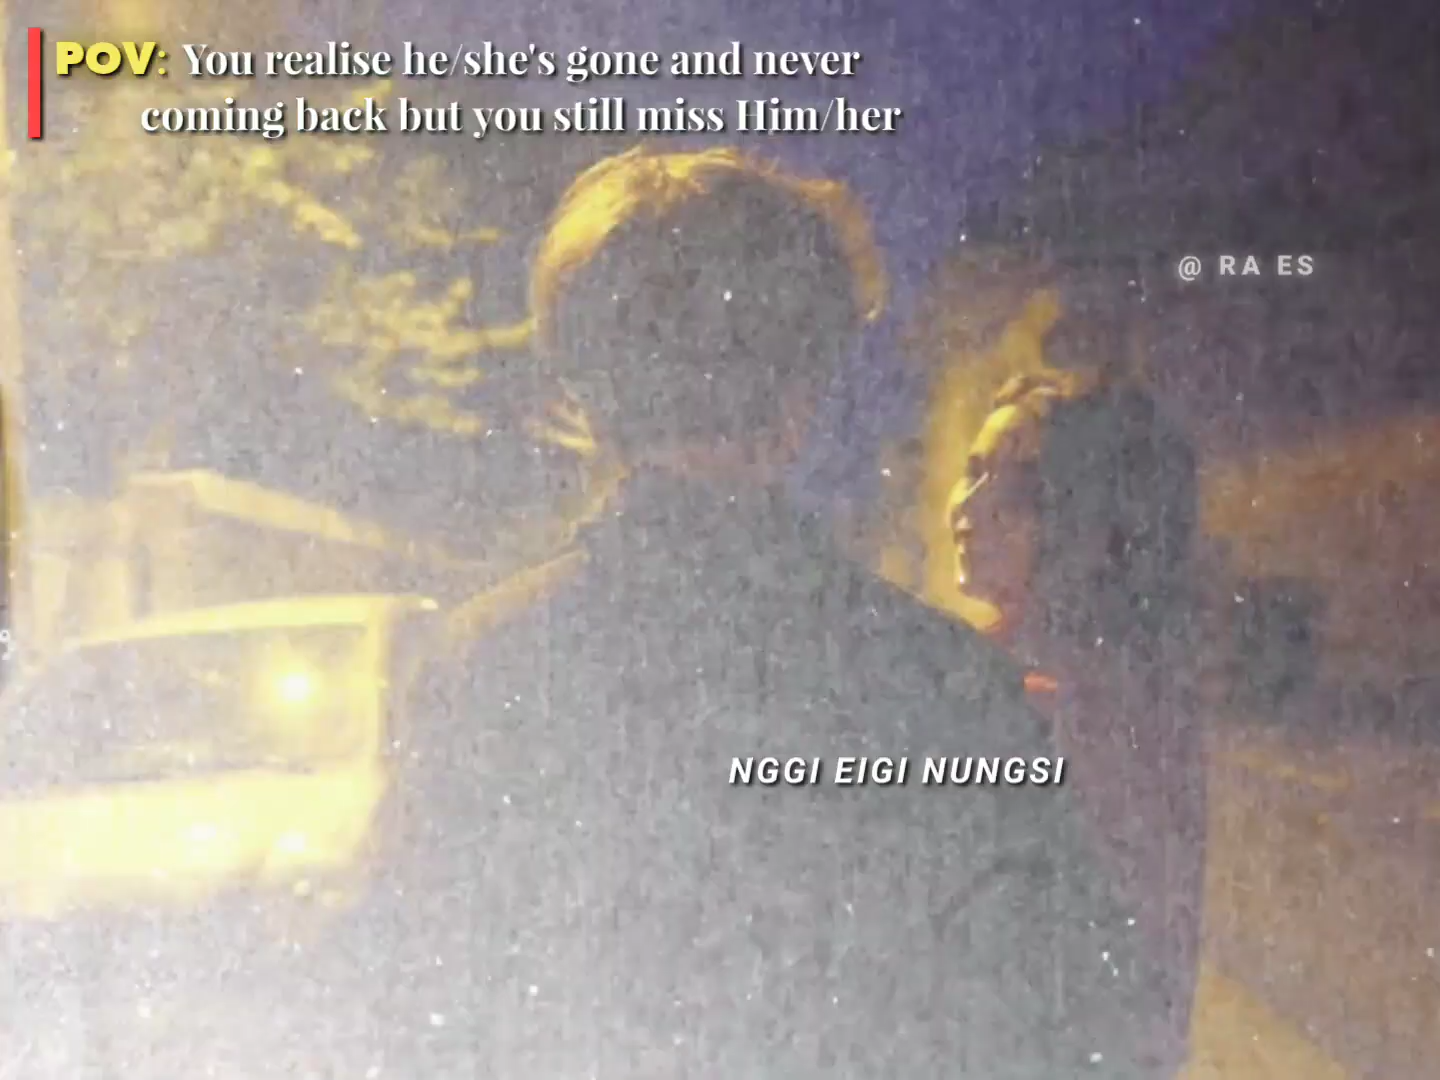 POV: You realise he/she's gone and never
coming back but you still miss Him/her
@ RA ES
NGGI EIGI NUNGSI